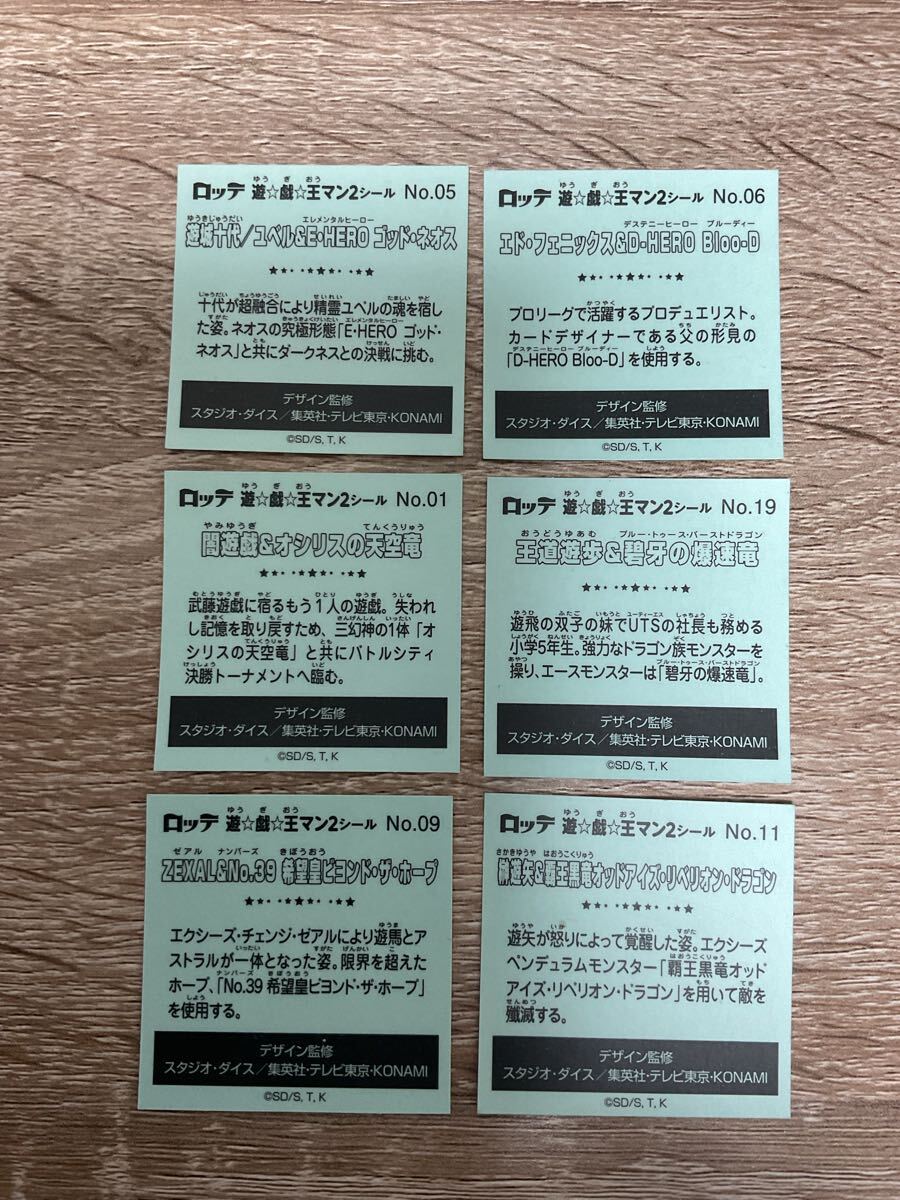 ロッテ 遊☆戯☆王マン2シール No.05
遊城十代/ユベル&E・HERO ゴッド・ネオス
十代が超融合により精霊ユベルの魂を宿し
た姿。ネオスの究極形態「E・HERO ゴッド・
ネオス」と共にダークネスとの決戦に挑む。
デザイン監修
スタジオ・ダイス/集英社・テレビ東京・KONAMI
©SD/S, T, K
ロッテ 遊☆戯☆王マン2シール No.06
エド・フェニックス&D-HERO Bloo-D
プロリーグで活躍するプロデュエリスト。
カードデザイナーである父の形見の
「D-HERO Bloo-D」を使用する。
デザイン監修
スタジオ・ダイス/集英社・テレビ東京・KONAMI
©SD/S, T, K
ロッテ 遊☆戯☆王マン2シール No.01
闇遊戯&オシリスの天空竜
武藤遊戯に宿るもう1人の遊戯。失われ
し記憶を取り戻すため、三幻神の1体「オ
シリスの天空竜」と共にバトルシティ
決勝トーナメントへ臨む。
デザイン監修
スタジオ・ダイス/集英社・テレビ東京・KONAMI
©SD/S, T, K
ロッテ 遊☆戯☆王マン2シール No.19
王道遊歩&碧牙の爆速竜
遊飛の双子の妹でUTSの社長も務める
小学5年生。強力なドラゴン族モンスターを
操り、エースモンスターは「碧牙の爆速竜」。
デザイン監修
スタジオ・ダイス/集英社・テレビ東京・KONAMI
©SD/S, T, K
ロッテ 遊☆戯☆王マン2シール No.09
ZEXAL&No.39 希望皇ビヨンド・ザ・ホープ
エクシーズ・チェンジ・ゼアルにより遊馬とア
ストラルが一体となった姿。限界を超えた
ホープ、「No.39 希望皇ビヨンド・ザ・ホープ」
を使用する。
デザイン監修
スタジオ・ダイス/集英社・テレビ東京・KONAMI
©SD/S, T, K
ロッテ 遊☆戯☆王マン2シール No.11
榊遊矢&覇王黒竜オッドアイズ・リベリオン・ドラゴン
遊矢が怒りによって覚醒した姿。エクシーズ
ペンデュラムモンスター「覇王黒竜オッド
アイズ・リベリオン・ドラゴン」を用いて敵を
殲滅する。
デザイン監修
スタジオ・ダイス/集英社・テレビ東京・KONAMI
©SD/S, T, K